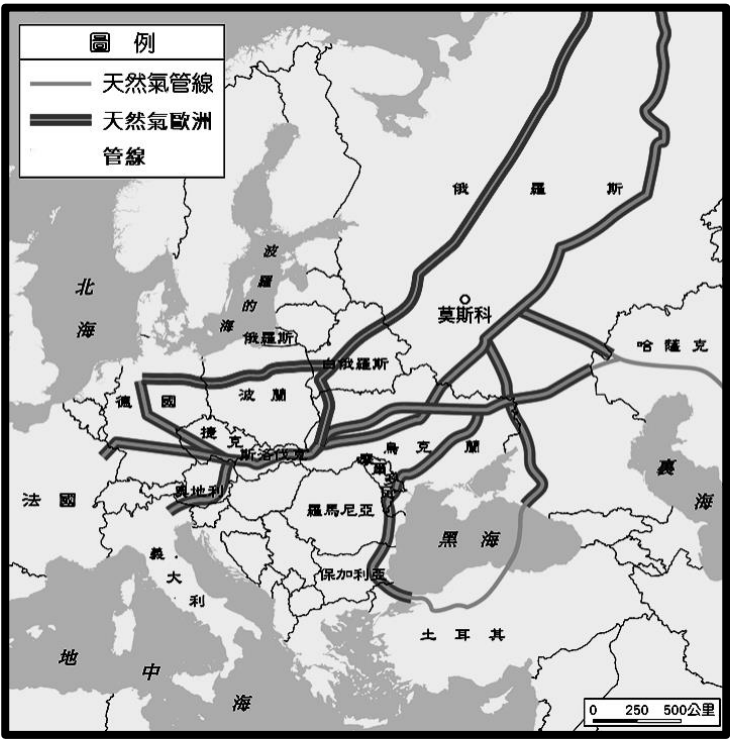 圖例
天然氣管線
天然氣歐洲
管線
俄羅斯
波羅的海
北海
莫斯科
俄羅斯
白俄羅斯
哈薩克
德國
波蘭
捷克
斯洛伐克
烏克蘭
摩爾多瓦
奧地利
法國
羅馬尼亞
裏海
黑海
義大利
保加利亞
土耳其
地中海
0 250 500公里